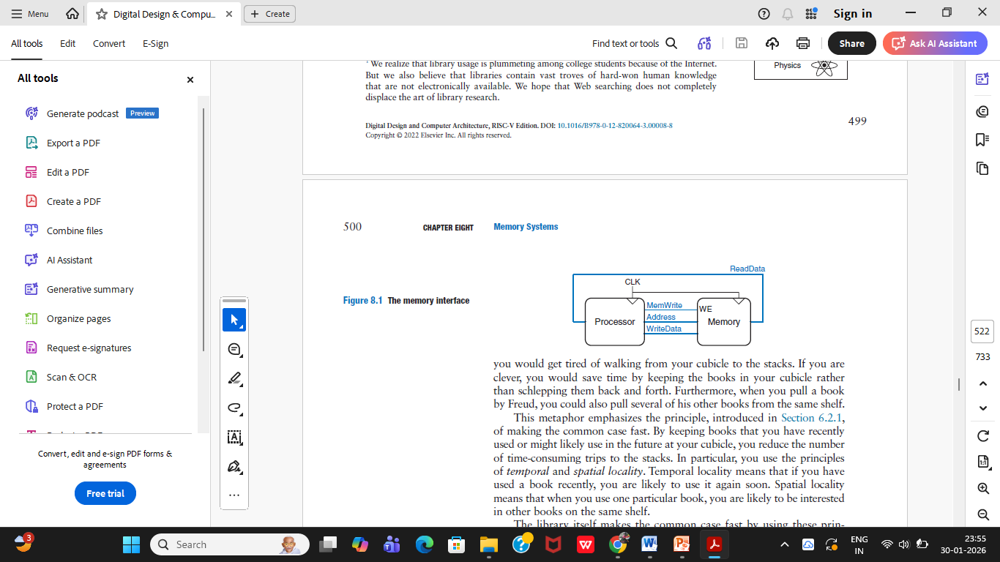 Menu
Digital Design & Compu...
Create
Sign in
All tools
Edit
Convert
E-Sign
Find text or tools
Share
Ask AI Assistant
All tools
Generate podcast
Preview
Export a PDF
Edit a PDF
Create a PDF
Combine files
AI Assistant
Generative summary
Organize pages
Request e-signatures
Scan & OCR
Protect a PDF
Convert, edit and e-sign PDF forms &
agreements
Free trial
We realize that library usage is plummeting among college students because of the Internet.
But we also believe that libraries contain vast troves of hard-won human knowledge
that are not electronically available. We hope that Web searching does not completely
displace the art of library research.
Physics
Digital Design and Computer Architecture, RISC-V Edition. DOI: 10.1016/B978-0-12-820064-3.00008-8
Copyright © 2022 Elsevier Inc. All rights reserved.
499
500
CHAPTER EIGHT
Memory Systems
Figure 8.1 The memory interface
ReadData
CLK
MemWrite
WE
Address
Processor
Memory
WriteData
you would get tired of walking from your cubicle to the stacks. If you are
clever, you would save time by keeping the books in your cubicle rather
than schlepping them back and forth. Furthermore, when you pull a book
by Freud, you could also pull several of his other books from the same shelf.
This metaphor emphasizes the principle, introduced in Section 6.2.1,
of making the common case fast. By keeping books that you have recently
used or might likely use in the future at your cubicle, you reduce the number
of time-consuming trips to the stacks. In particular, you use the principles
of temporal and spatial locality. Temporal locality means that if you have
used a book recently, you are likely to use it again soon. Spatial locality
means that when you use one particular book, you are likely to be interested
in other books on the same shelf.
The library itself makes the common case fast by using these prin-
522
733
1:1
3
Search
ENG
IN
23:55
30-01-2026